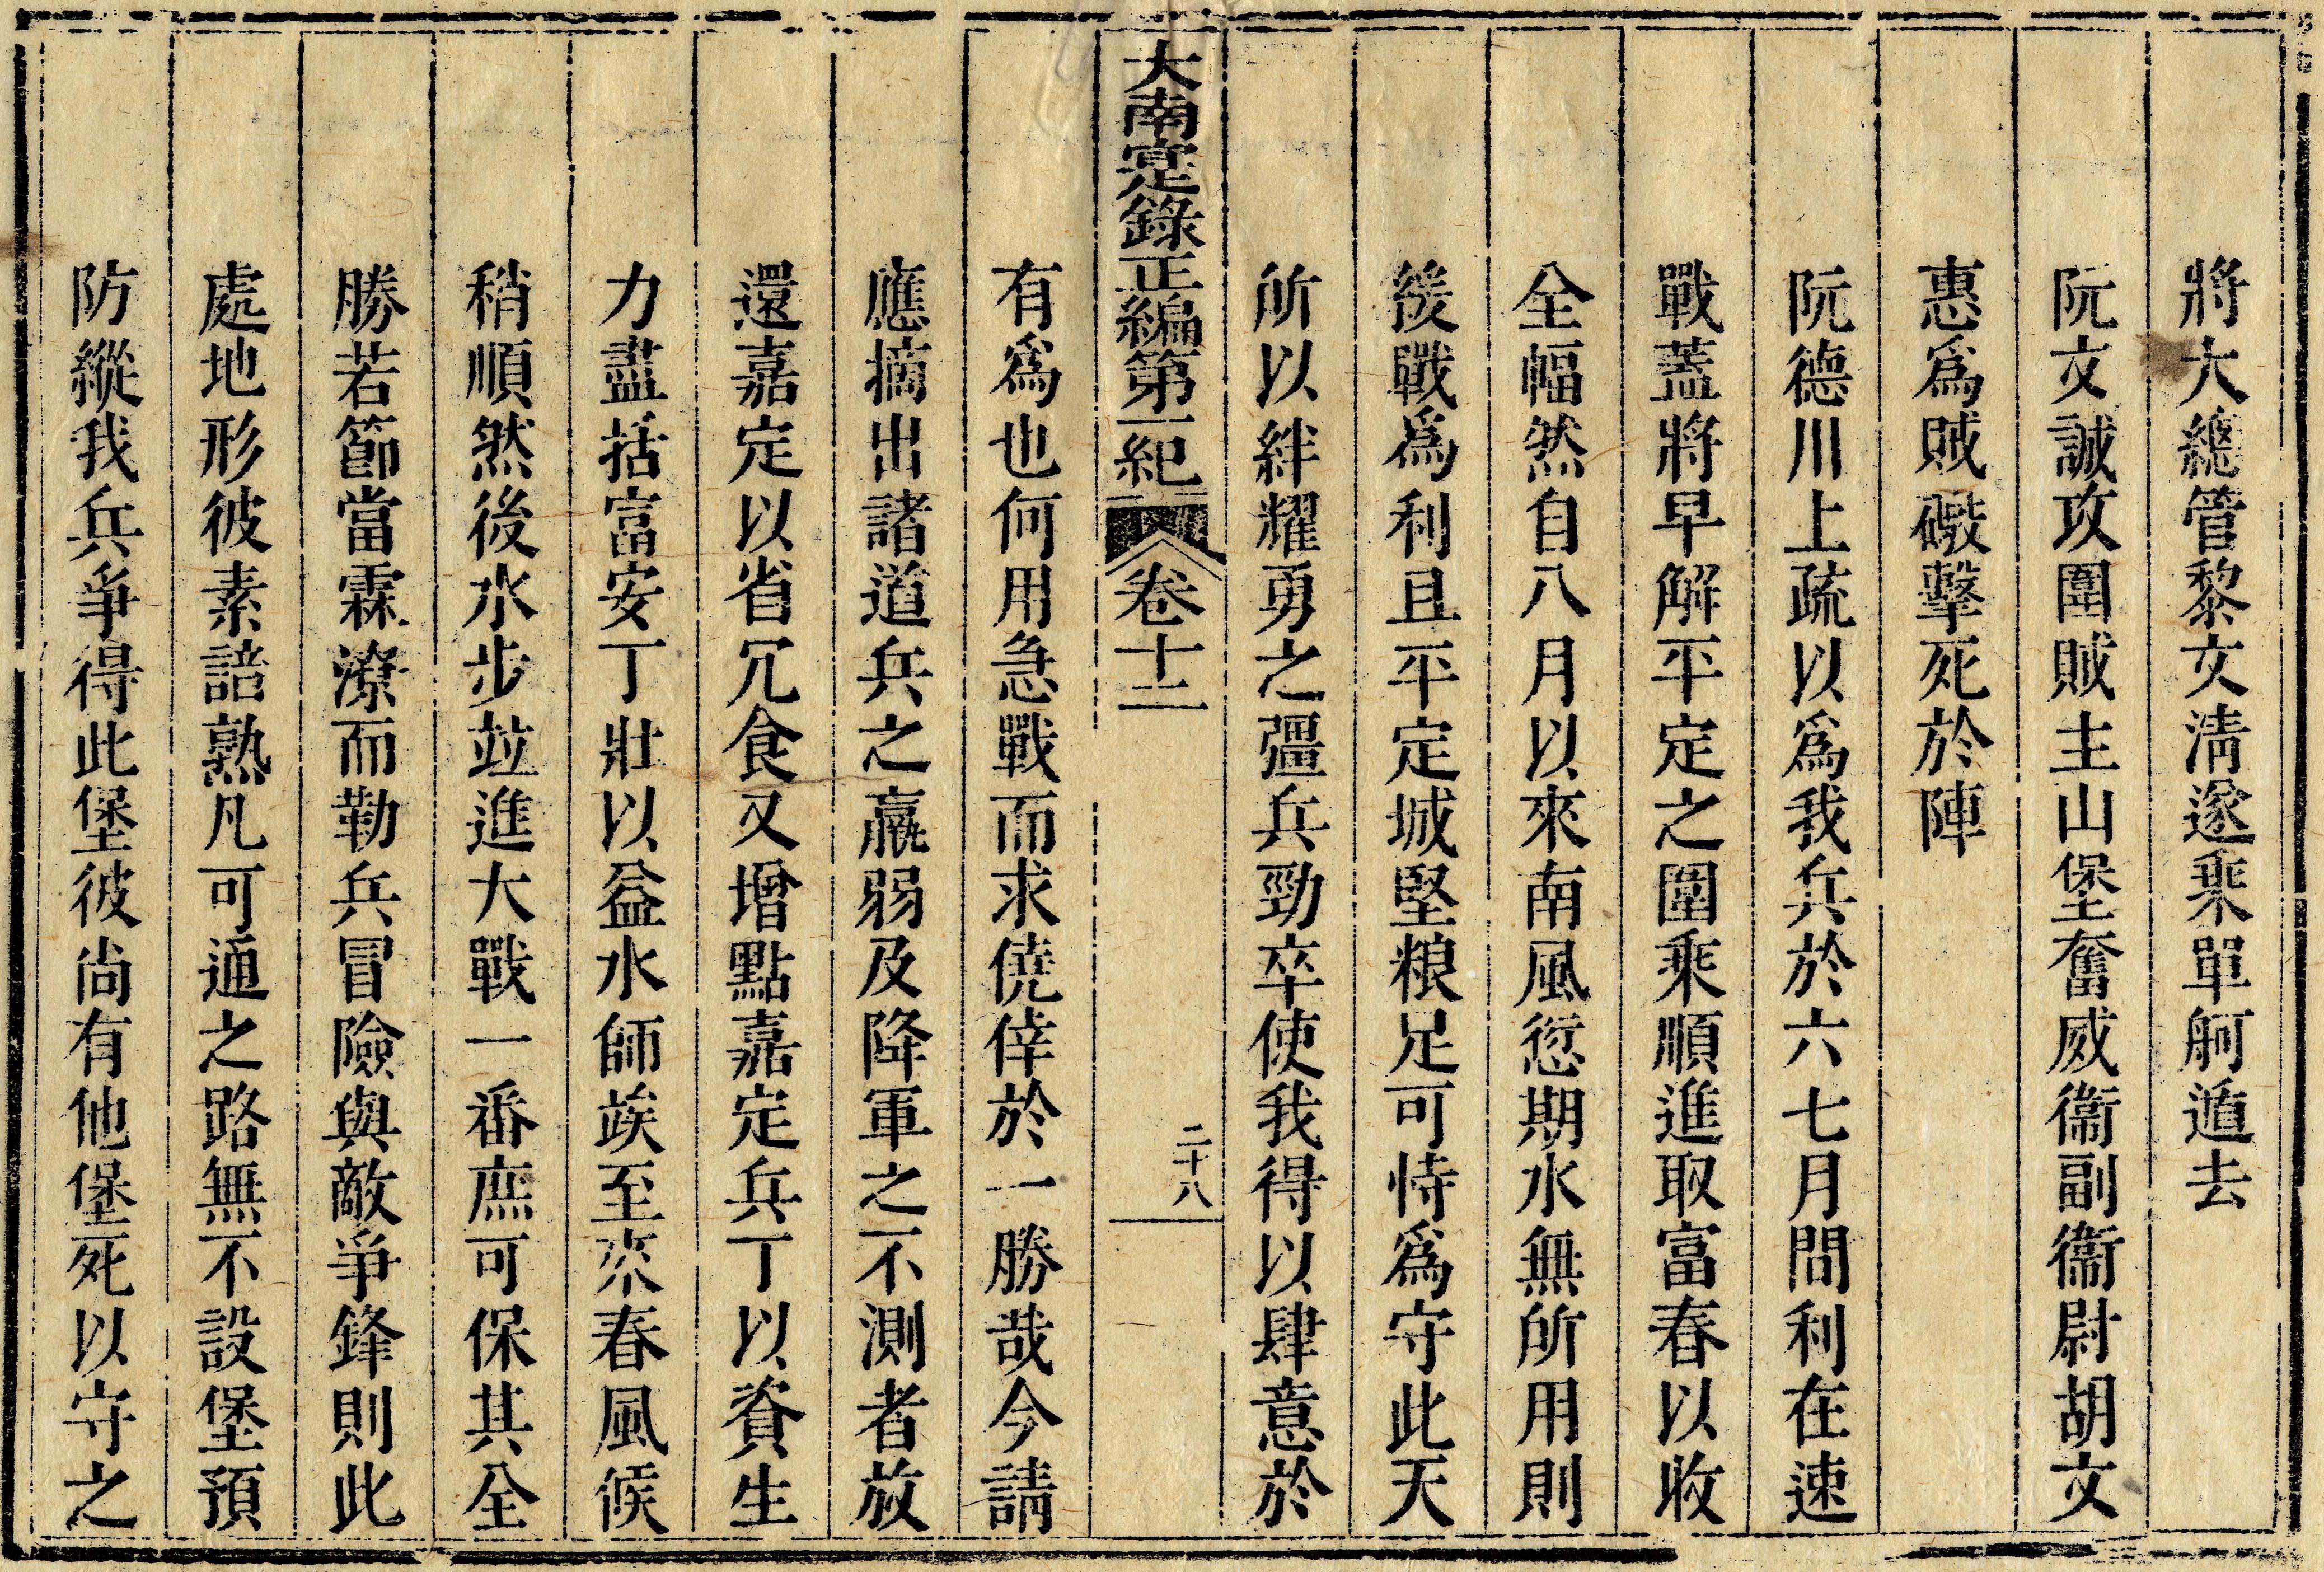 將大總管黎文清遂乘單舸遁去
阮文誠攻圍賊主山堡奮威衞副衞尉胡文
惠爲賊礮擊死於陣
阮德川上疏以爲我兵於六七月間利在速
戰蓋將早解平定之圍乘順進取富春以收
全幅然自八月以來南風愆期水無所用則
後戰爲利且平定城堅粮足可恃爲守此天
所以絆耀勇之彊兵勁卒使我得以肆意於
大南寔錄正編第一紀 卷十二 二十八
有爲也何用急戰而求僥倖於一勝哉今請
應摘出諸道兵之羸弱及降軍之不測者放
還嘉定以省冗食又增點嘉定兵丁以資生
力盡括富安丁壯以益水師竢至來春風候
稍順然後水步竝進大戰一番庶可保其全
勝若節當霖潦而勒兵冒險與敵爭鋒則此
處地形彼素諳熟凡可通之路無不設堡預
防縱我兵爭得此堡彼尙有他堡死以守之